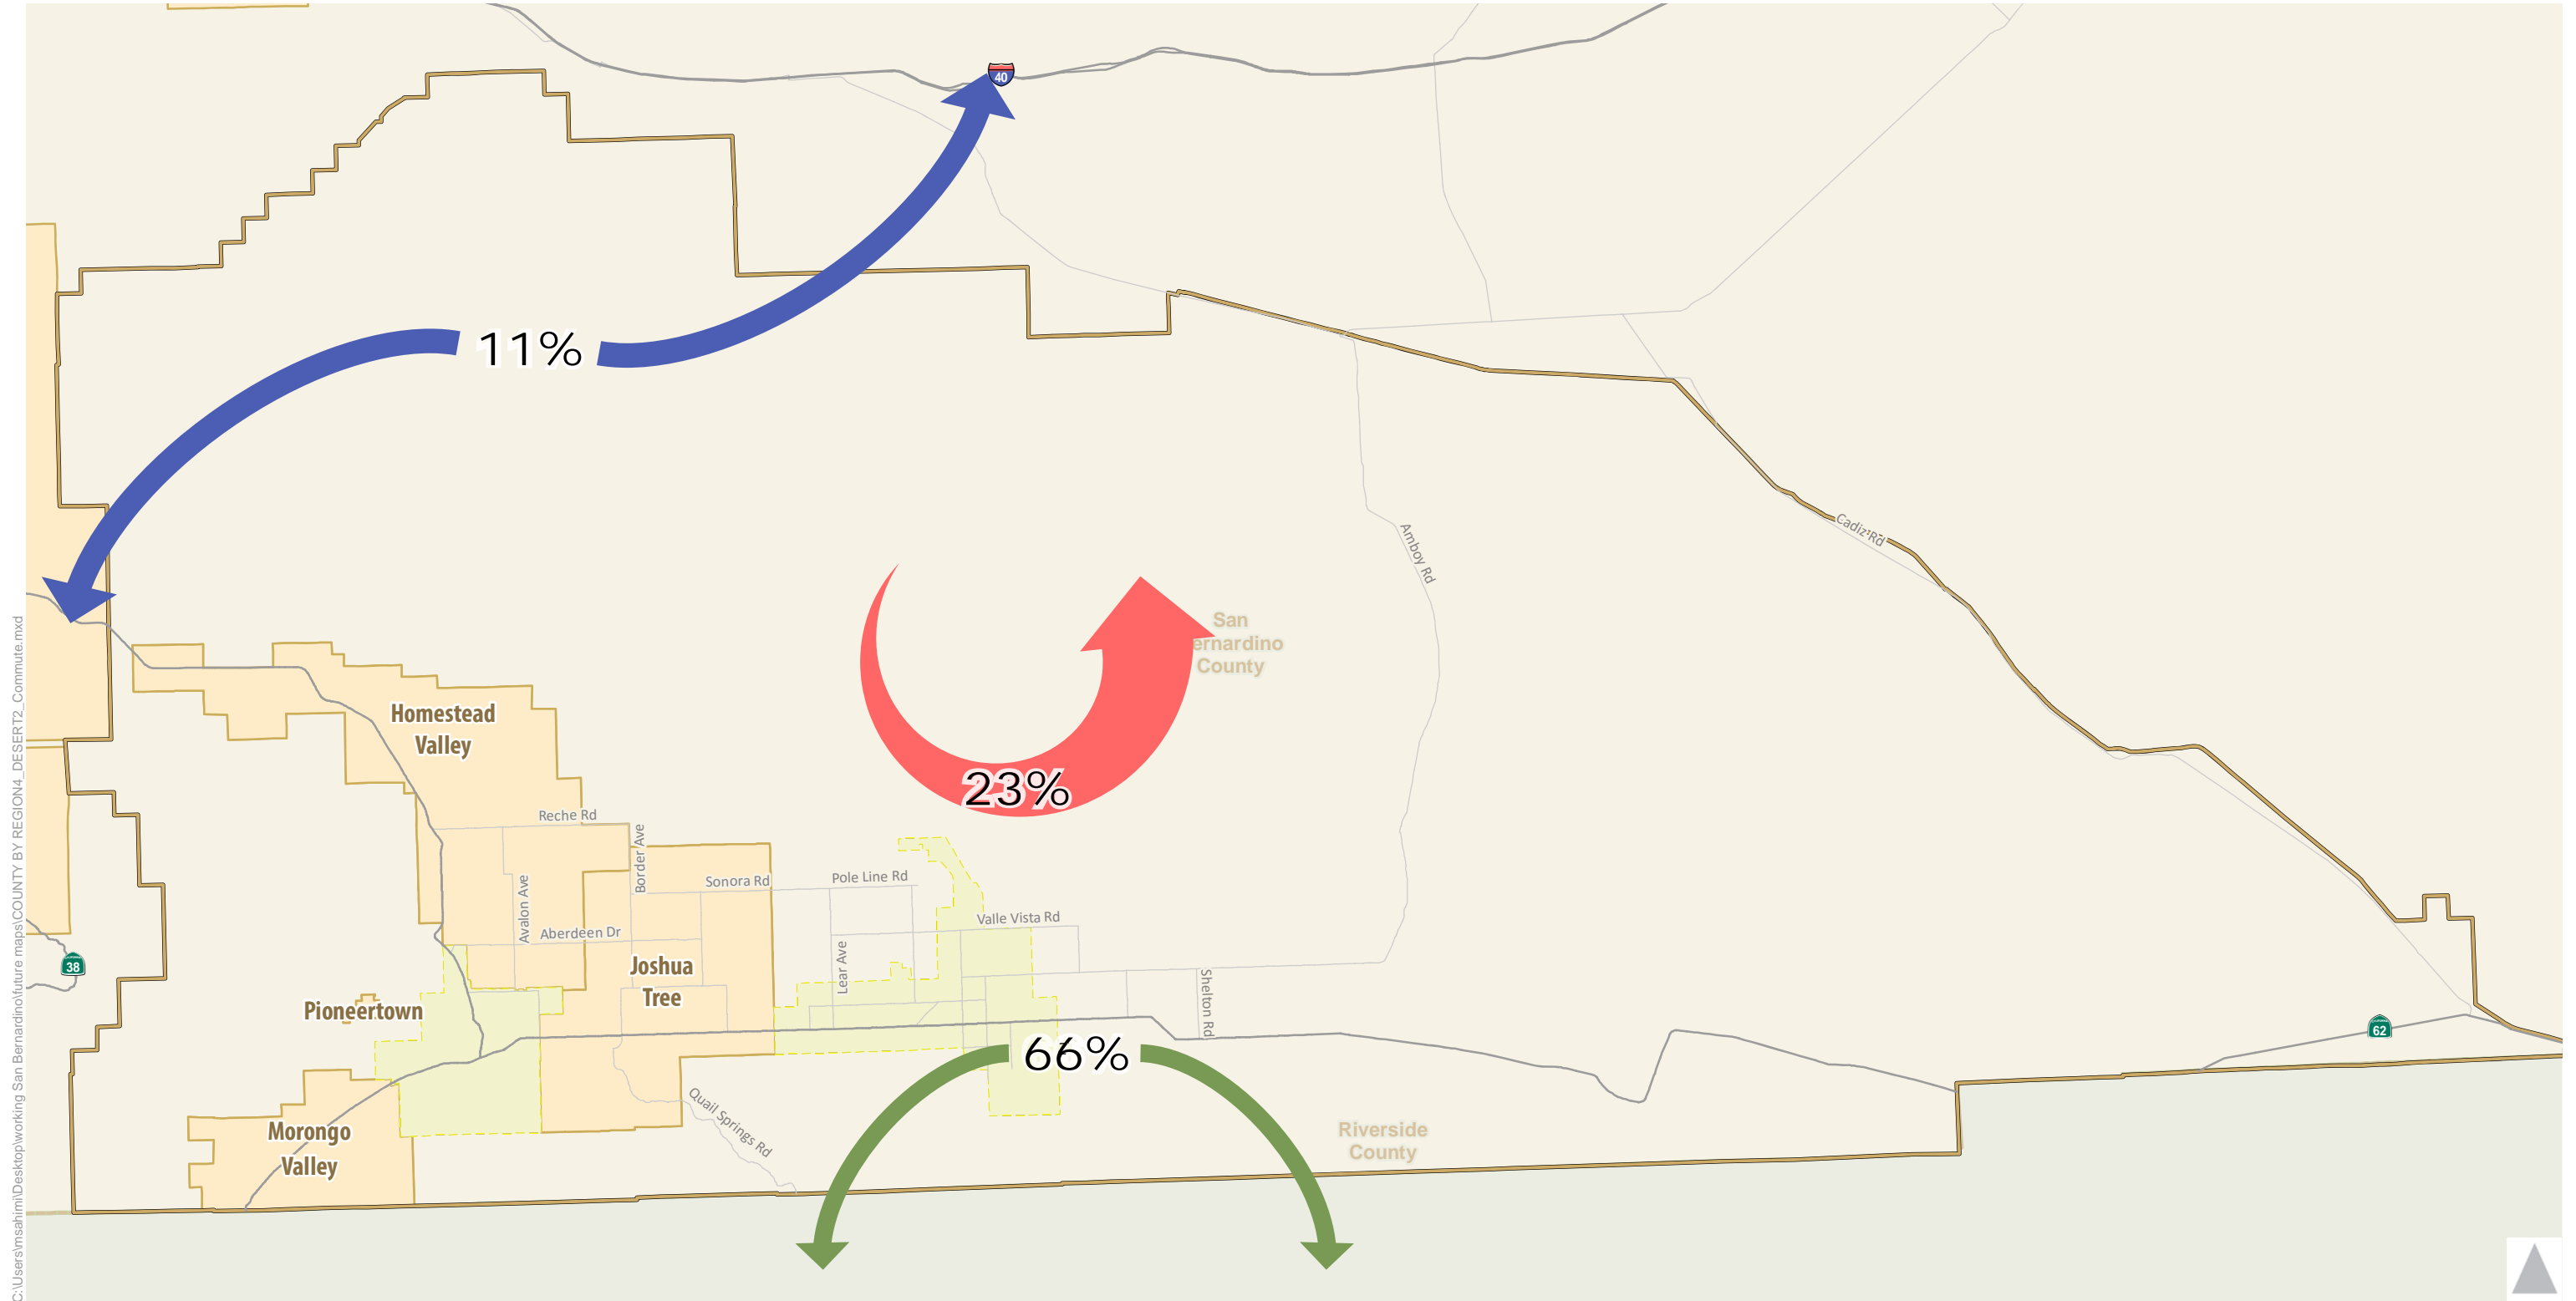 40
11%
San
ernardino
County
Amboy Rd
Cadiz Rd
Homestead
Valley
23%
Reche Rd
Border Ave
Avalon Ave
Sonora Rd
Pole Line Rd
Valle Vista Rd
Aberdeen Dr
Lear Ave
Shelton Rd
Joshua
Tree
38
Pioneertown
62
66%
Quail Springs Rd
Morongo
Valley
Riverside
County
C:\Users\msahimi\Desktop\working San Bernardino\future maps\COUNTY BY REGION4_DESERT2_Commute.mxd